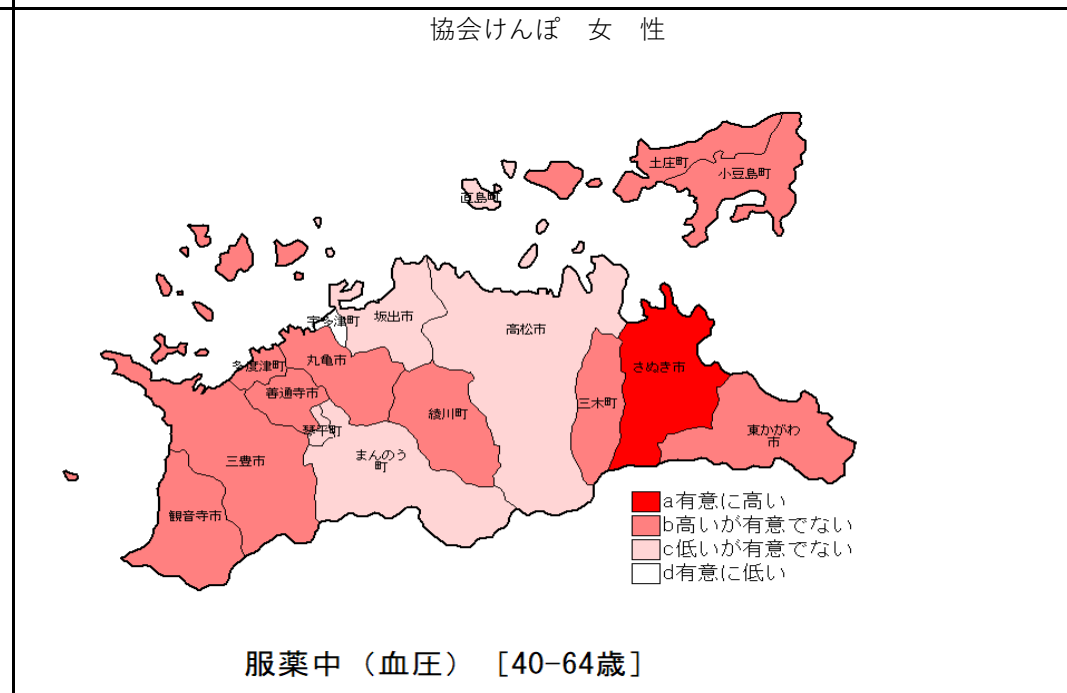 協会けんぽ　女　性
土庄町
小豆島町
直島町
宇多津町
坂出市
高松市
多度津町
丸亀市
さぬき市
善通寺市
綾川町
三木町
琴平町
東かがわ
市
まんのう
町
三豊市
観音寺市
a有意に高い
b高いが有意でない
c低いが有意でない
d有意に低い
服薬中（血圧）　［40-64歳］